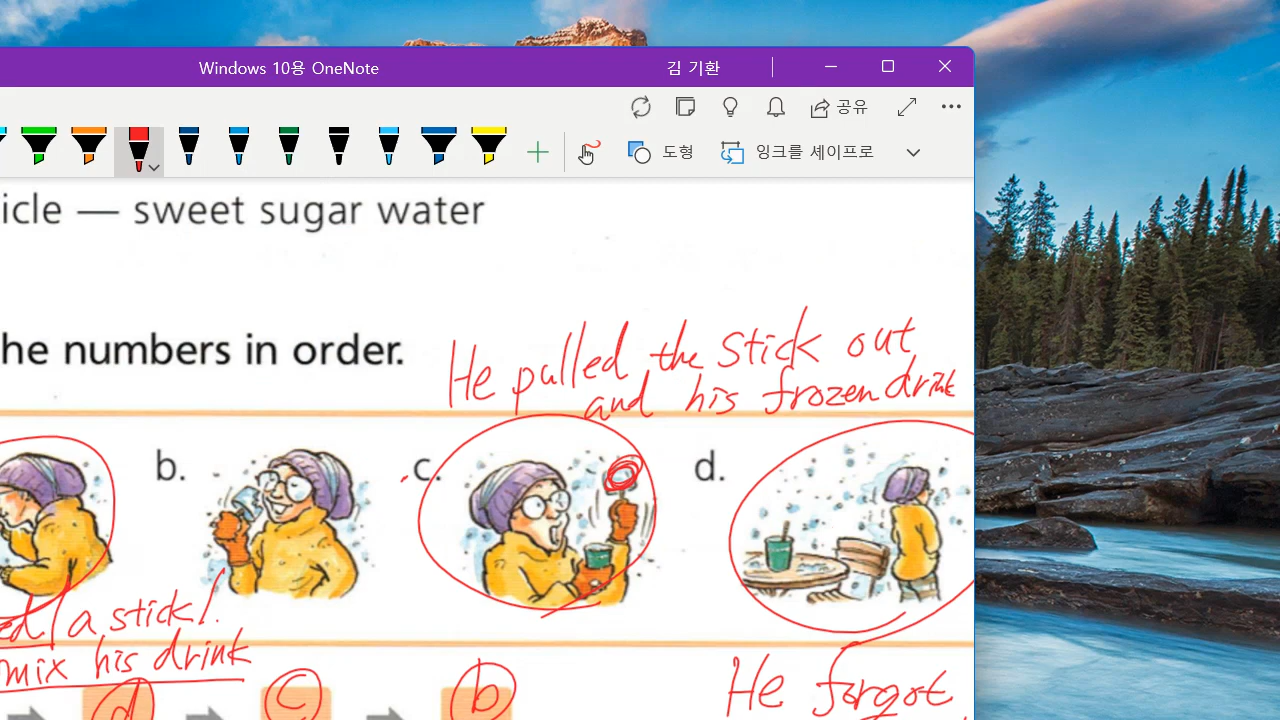 Windows 10용 OneNote
김 기환
공유
도형
잉크를 셰이프로
icle — sweet sugar water
he numbers in order.
He pulled the stick out
and his frozen drink
b.
c.
d.
ed a stick
mix his drink
d
c
b
He forgot